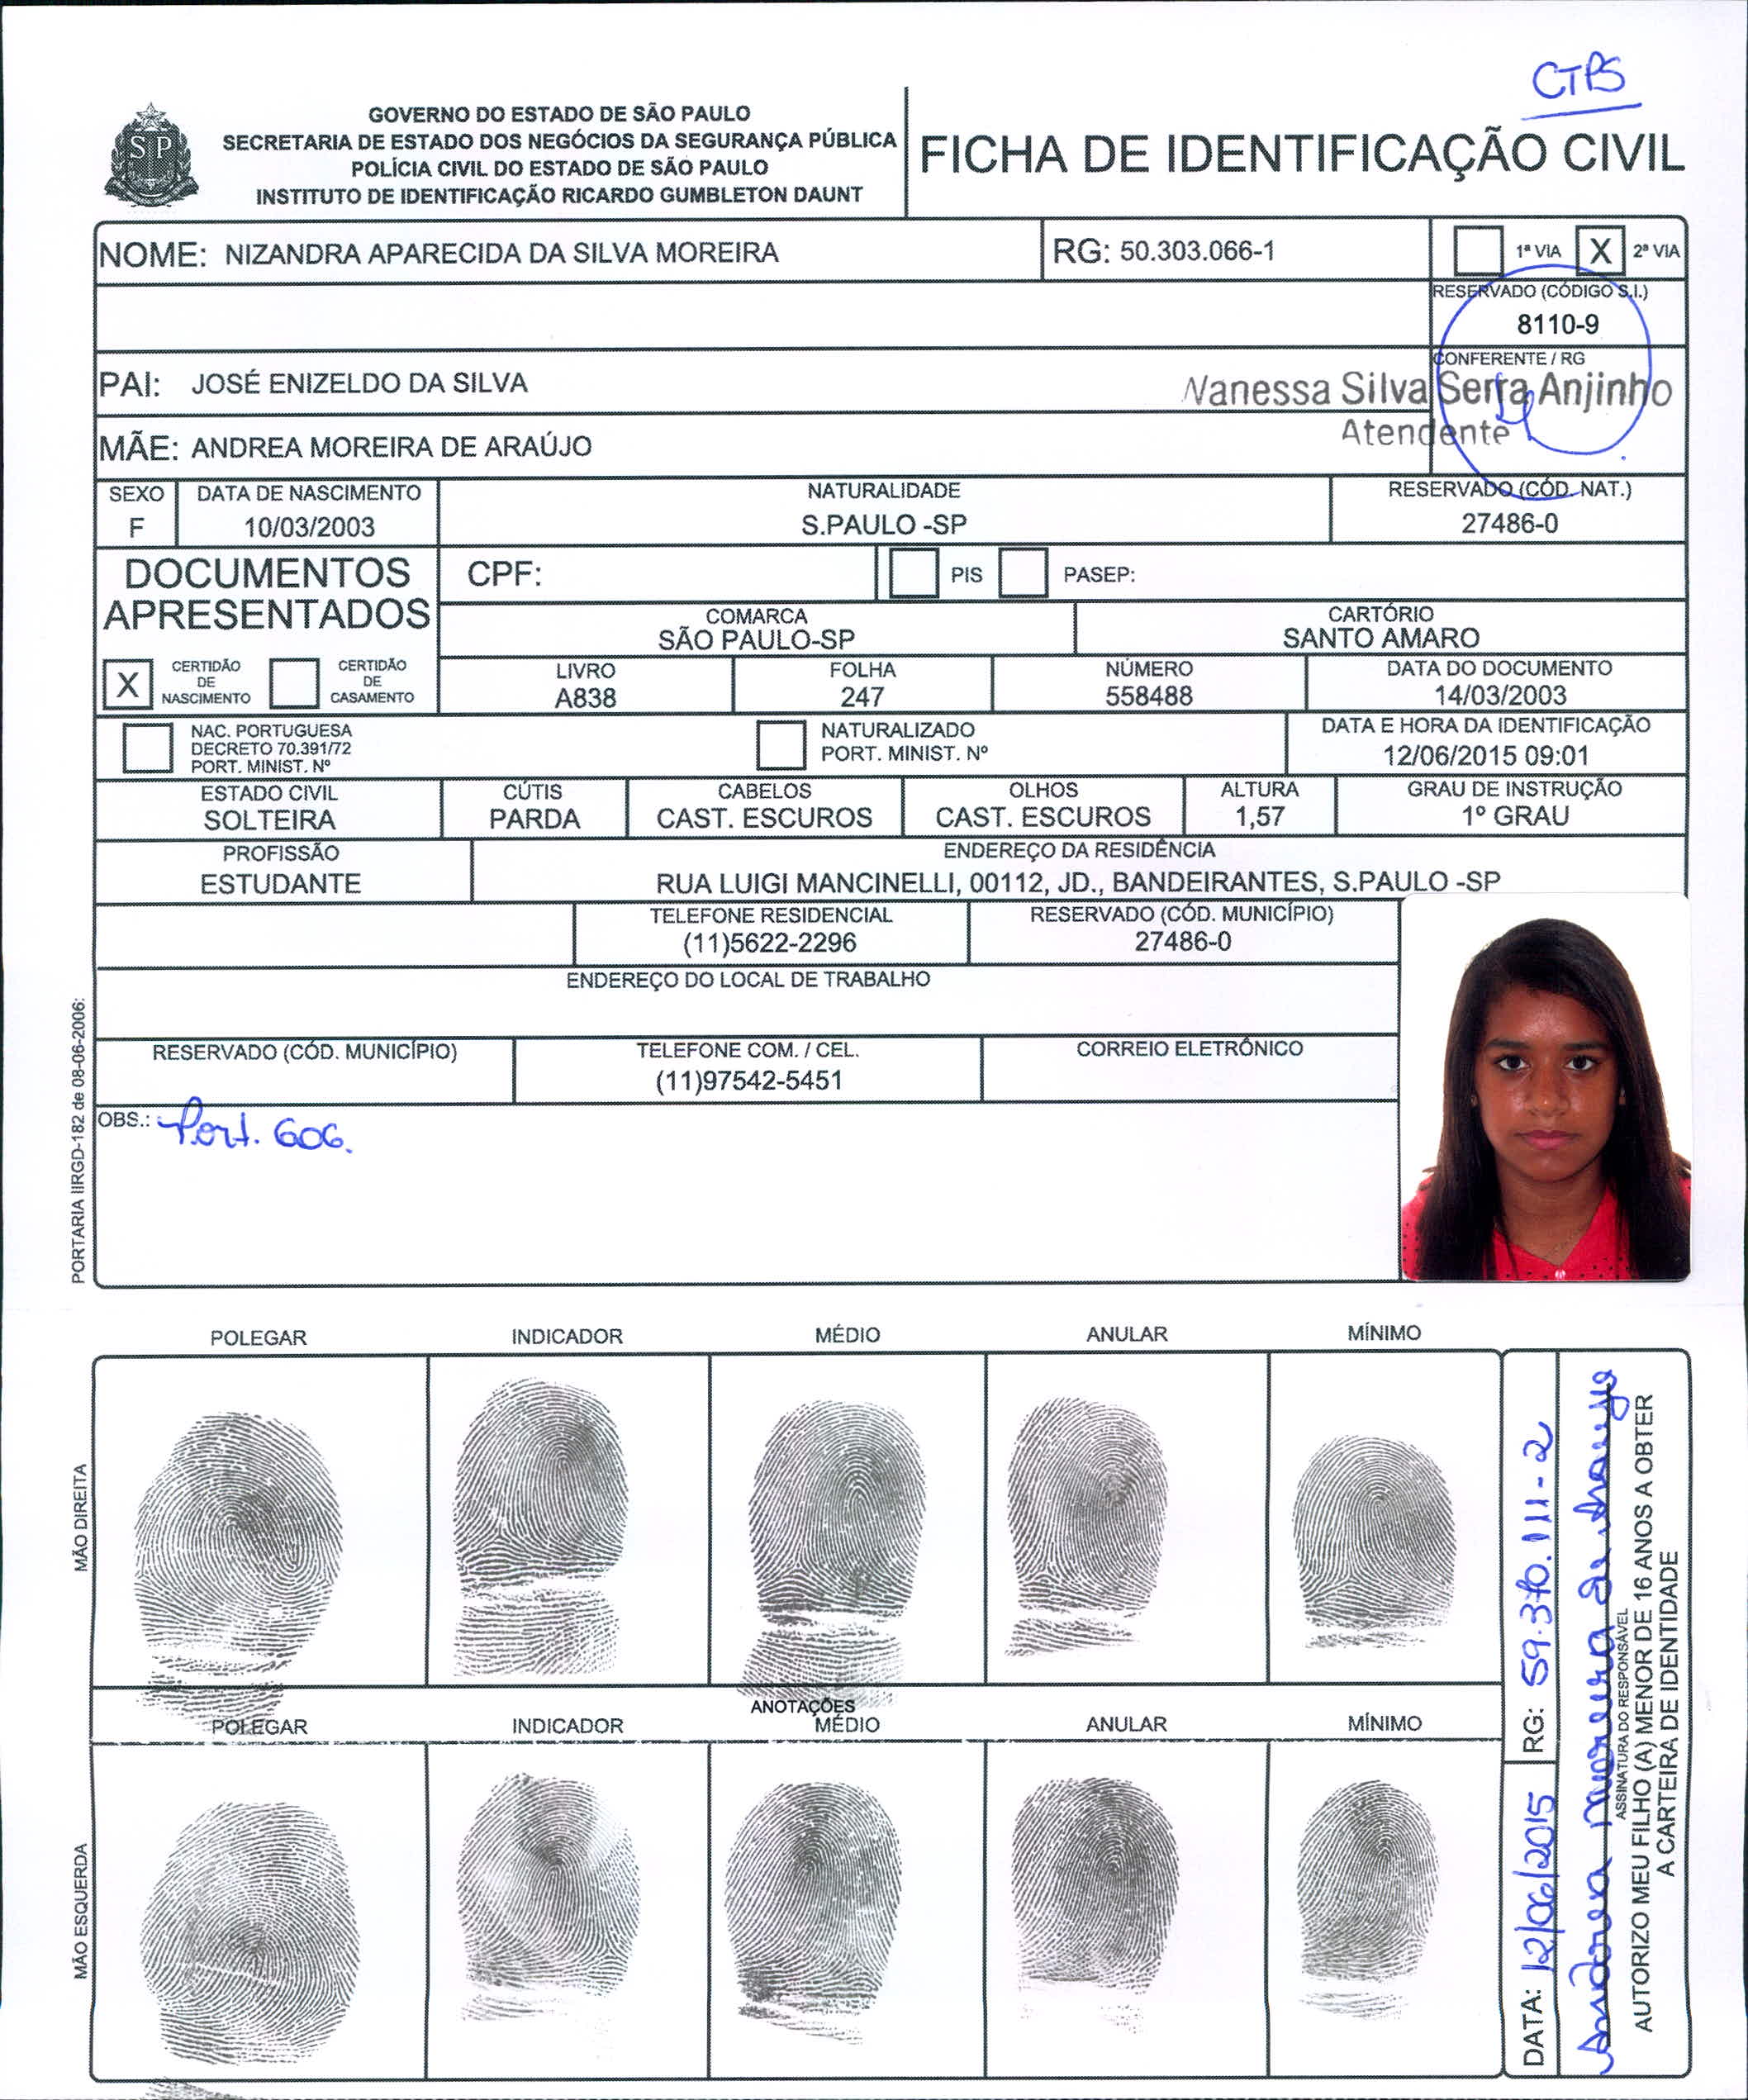 CTPS
GOVERNO DO ESTADO DE SÃO PAULO
SECRETARIA DE ESTADO DOS NEGÓCIOS DA SEGURANÇA PÚBLICA
POLÍCIA CIVIL DO ESTADO DE SÃO PAULO
INSTITUTO DE IDENTIFICAÇÃO RICARDO GUMBLETON DAUNT
SP
FICHA DE IDENTIFICAÇÃO CIVIL
NOME: NIZANDRA APARECIDA DA SILVA MOREIRA
RG: 50.303.066-1
1ª VIA X 2ª VIA
RESERVADO (CÓDIGO S.I.)
8110-9
PAI: JOSÉ ENIZELDO DA SILVA
CONFERENTE / RG
Vanessa Silva Serra Anjinho
Atendente
MÃE: ANDREA MOREIRA DE ARAÚJO
SEXO
F
DATA DE NASCIMENTO
10/03/2003
NATURALIDADE
S.PAULO -SP
RESERVADO (CÓD. NAT.)
27486-0
DOCUMENTOS
APRESENTADOS
CPF:
PIS
PASEP:
COMARCA
SÃO PAULO-SP
CARTÓRIO
SANTO AMARO
X
CERTIDÃO
DE
NASCIMENTO
CERTIDÃO
DE
CASAMENTO
LIVRO
A838
FOLHA
247
NÚMERO
558488
DATA DO DOCUMENTO
14/03/2003
NAC. PORTUGUESA
DECRETO 70.391/72
PORT. MINIST. Nº
NATURALIZADO
PORT. MINIST. Nº
DATA E HORA DA IDENTIFICAÇÃO
12/06/2015 09:01
ESTADO CIVIL
SOLTEIRA
CÚTIS
PARDA
CABELOS
CAST. ESCUROS
OLHOS
CAST. ESCUROS
ALTURA
1,57
GRAU DE INSTRUÇÃO
1º GRAU
PROFISSÃO
ESTUDANTE
ENDEREÇO DA RESIDÊNCIA
RUA LUIGI MANCINELLI, 00112, JD., BANDEIRANTES, S.PAULO -SP
TELEFONE RESIDENCIAL
(11)5622-2296
RESERVADO (CÓD. MUNICÍPIO)
27486-0
ENDEREÇO DO LOCAL DE TRABALHO
RESERVADO (CÓD. MUNICÍPIO)
TELEFONE COM. / CEL.
(11)97542-5451
CORREIO ELETRÔNICO
OBS.: Port. 606.
PORTARIA IIRGD-182 de 08-06-2006:
POLEGAR INDICADOR MÉDIO ANULAR MÍNIMO
MÃO DIREITA
ANOTAÇÕES
POLEGAR INDICADOR MÉDIO ANULAR MÍNIMO
MÃO ESQUERDA
DATA: 12/06/2015 RG: 59.370.111-2
Andrea moreira de Araujo
ASSINATURA DO RESPONSÁVEL
AUTORIZO MEU FILHO (A) MENOR DE 16 ANOS A OBTER
A CARTEIRA DE IDENTIDADE